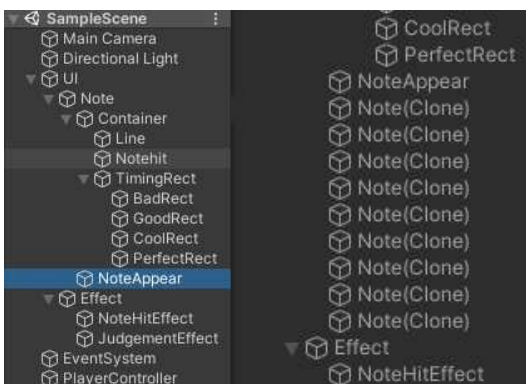 SampleScene
Main Camera
Directional Light
UI
Note
Container
Line
Notehit
TimingRect
BadRect
GoodRect
CoolRect
PerfectRect
NoteAppear
Effect
NoteHitEffect
JudgementEffect
EventSystem
PlayerController
CoolRect
PerfectRect
NoteAppear
Note(Clone)
Note(Clone)
Note(Clone)
Note(Clone)
Note(Clone)
Note(Clone)
Note(Clone)
Note(Clone)
Note(Clone)
Effect
NoteHitEffect